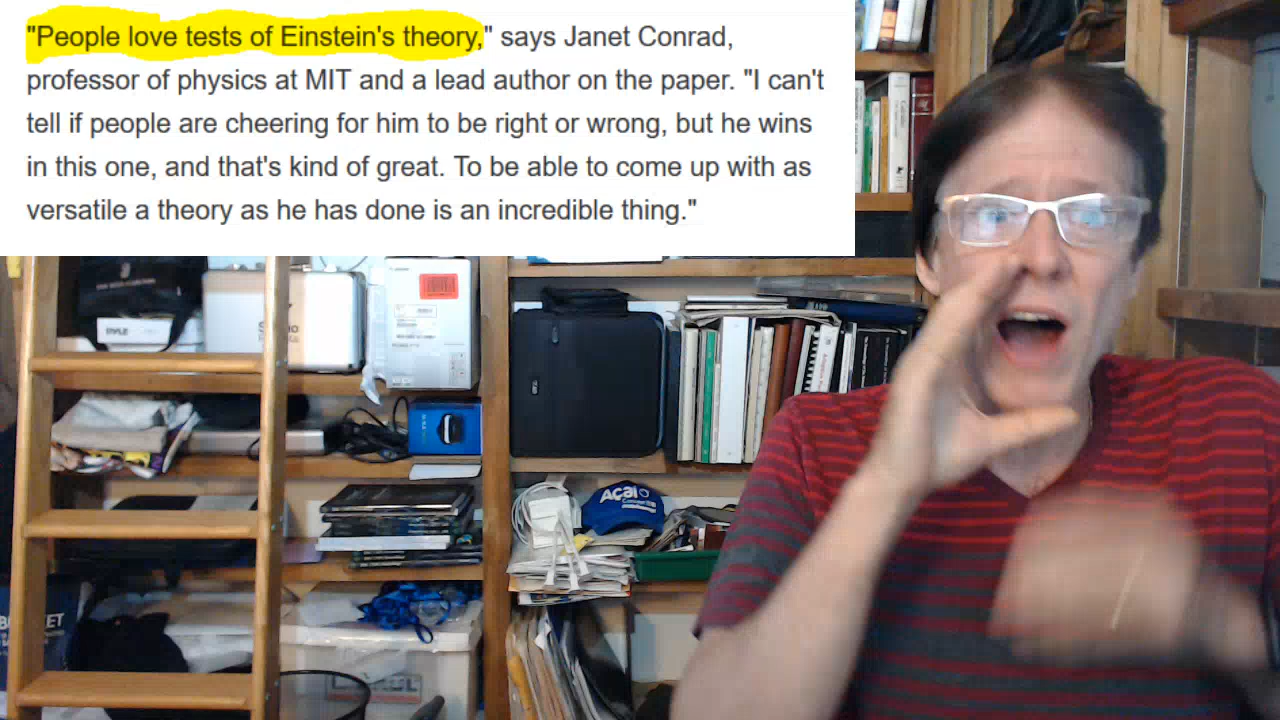 "People love tests of Einstein's theory," says Janet Conrad,
professor of physics at MIT and a lead author on the paper. "I can't
tell if people are cheering for him to be right or wrong, but he wins
in this one, and that's kind of great. To be able to come up with as
versatile a theory as he has done is an incredible thing."
PYLE
Açaí